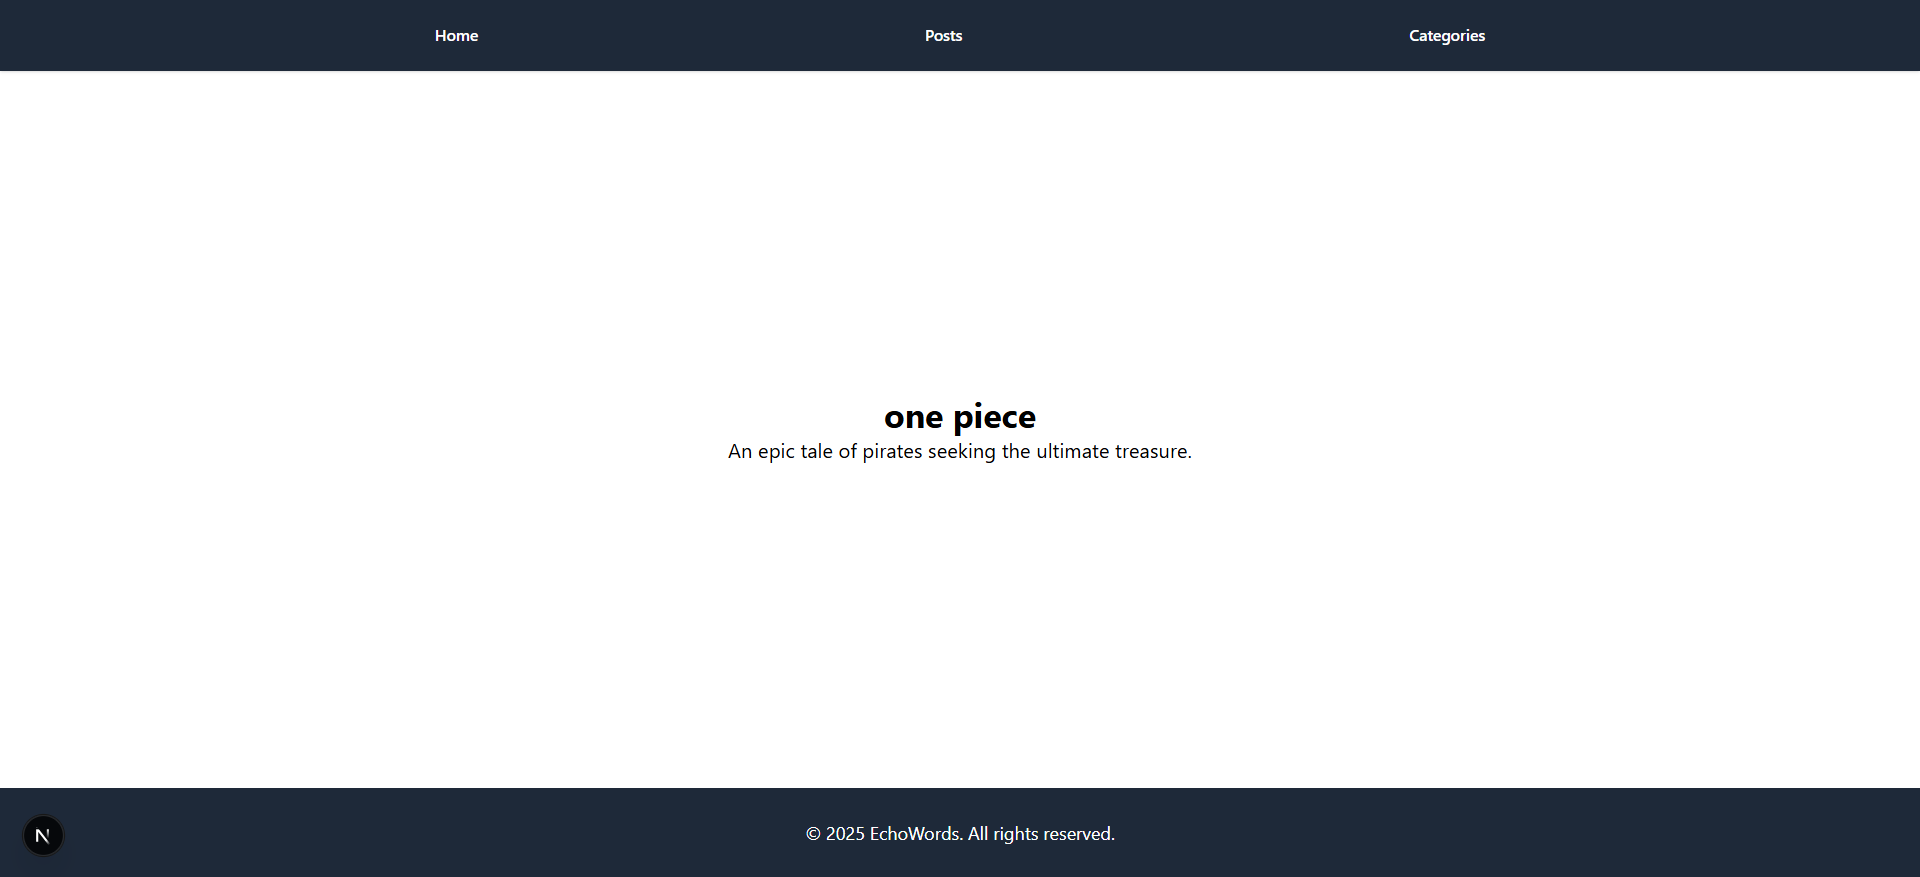 Home Posts Categories
one piece
An epic tale of pirates seeking the ultimate treasure.
N
© 2025 EchoWords. All rights reserved.